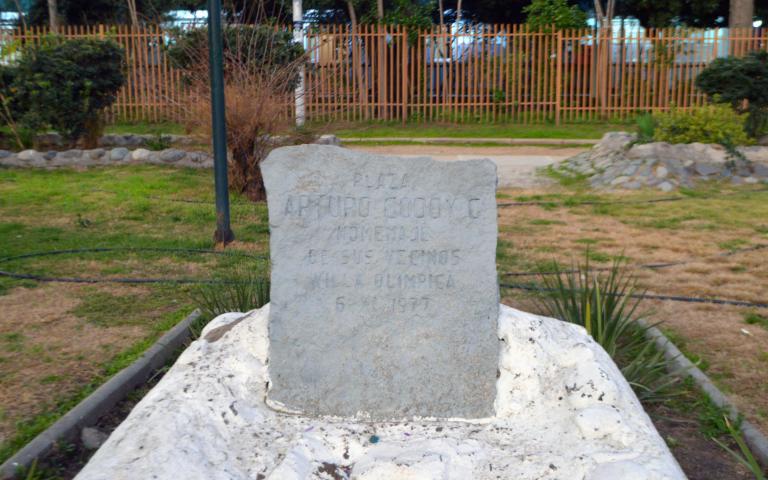 PLAZA
ARTURO GODOY G
HOMENAJE
DE SUS VECINOS
VILLA OLIMPICA
6-XI-1977